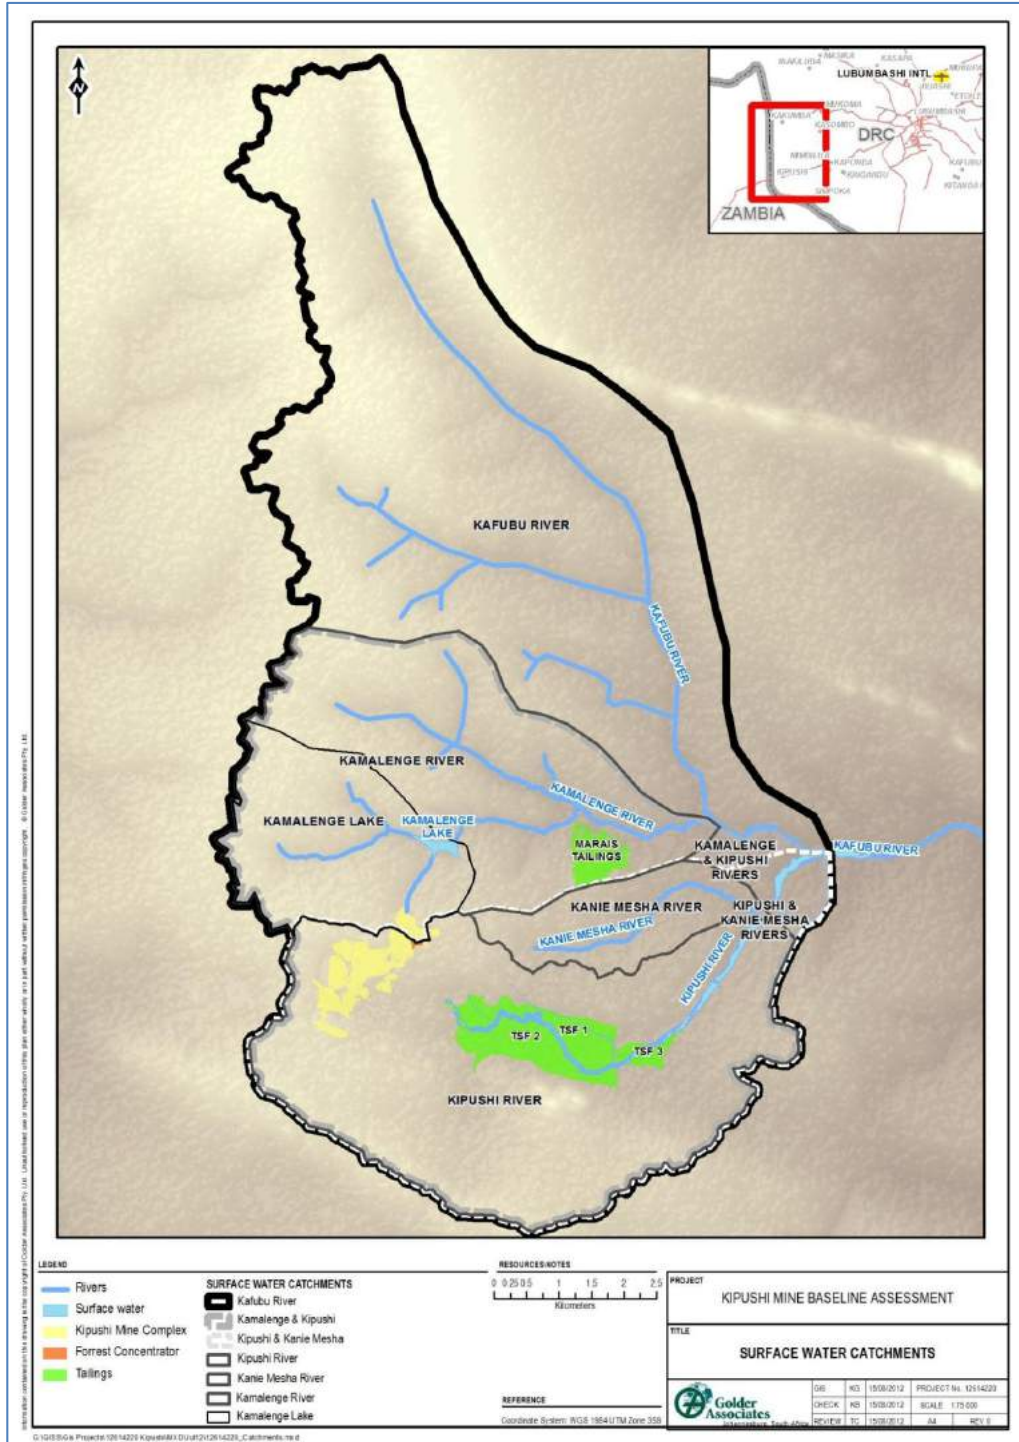 N
LUBUMBASHI INTL
DRC
KIPUSHI
ZAMBIA
KAFUBU RIVER
KAFUBU RIVER
KAMALENGE RIVER
KAMALENGE LAKE
KAMALENGE
LAKE
KAMALENGE RIVER
MARAIS
TAILINGS
KAMALENGE
& KIPUSHI
RIVERS
KAFUBU RIVER
KANIE MESHA RIVER
KIPUSHI &
KANIE MESHA
RIVERS
KANIE MESHA RIVER
KIPUSHI RIVER
TSF 1
TSF 2
TSF 3
KIPUSHI RIVER
LEGEND
Rivers
Surface water
Kipushi Mine Complex
Forrest Concentrator
Tailings
SURFACE WATER CATCHMENTS
Kafubu River
Kamalenge & Kipushi
Kipushi & Kanie Mesha
Kipushi River
Kanie Mesha River
Kamalenge River
Kamalenge Lake
RESOURCES/NOTES
0 0.25 0.5 1 1.5 2 2.5
Kilometers
REFERENCE
Coordinate System: WGS 1984 UTM Zone 35S
PROJECT
KIPUSHI MINE BASELINE ASSESSMENT
TITLE
SURFACE WATER CATCHMENTS
Golder
Associates
Johannesburg, South Africa
GIS KG 15/08/2012 PROJECT No. 12614220
CHECK KB 15/08/2012 SCALE 1:75 000
REVIEW TC 15/08/2012 A4 REV 0